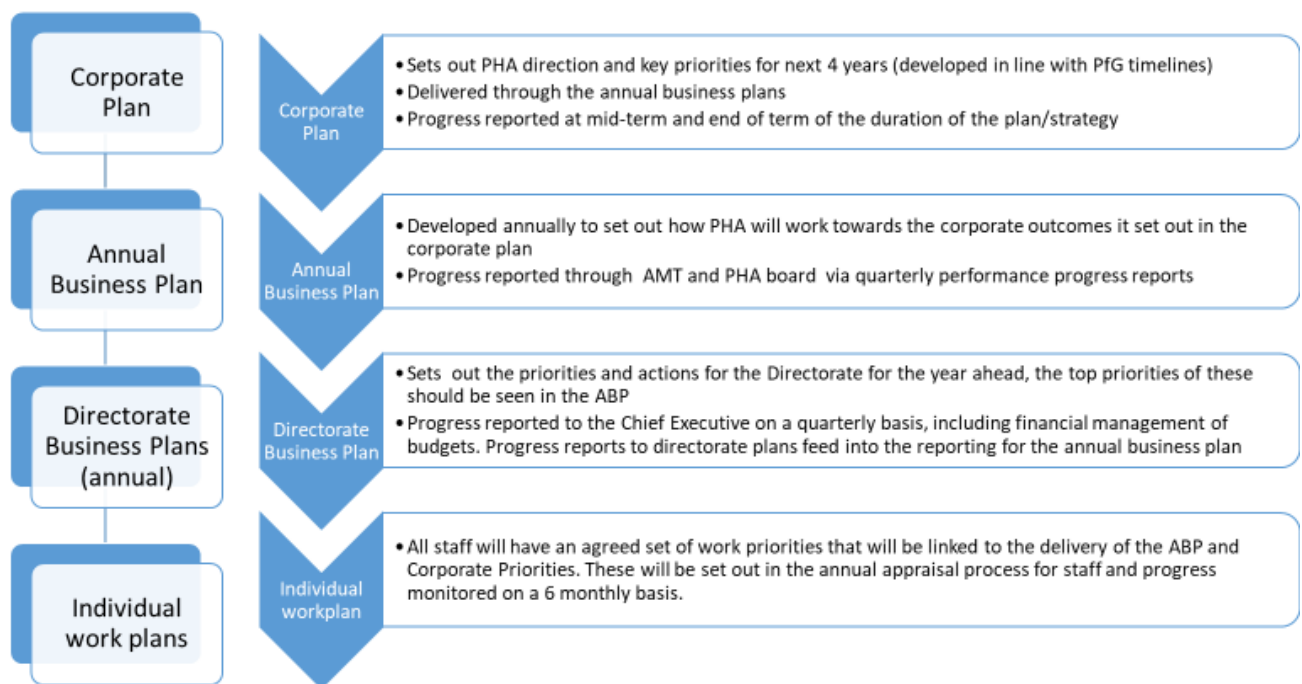 Corporate
Plan
Corporate
Plan
• Sets out PHA direction and key priorities for next 4 years (developed in line with PfG timelines)
• Delivered through the annual business plans
• Progress reported at mid-term and end of term of the duration of the plan/strategy
Annual
Business Plan
Annual
Business Plan
• Developed annually to set out how PHA will work towards the corporate outcomes it set out in the
corporate plan
• Progress reported through AMT and PHA board via quarterly performance progress reports
Directorate
Business Plans
(annual)
Directorate
Business Plan
• Sets out the priorities and actions for the Directorate for the year ahead, the top priorities of these
should be seen in the ABP
• Progress reported to the Chief Executive on a quarterly basis, including financial management of
budgets. Progress reports to directorate plans feed into the reporting for the annual business plan
Individual
work plans
Individual
workplan
• All staff will have an agreed set of work priorities that will be linked to the delivery of the ABP and
Corporate Priorities. These will be set out in the annual appraisal process for staff and progress
monitored on a 6 monthly basis.